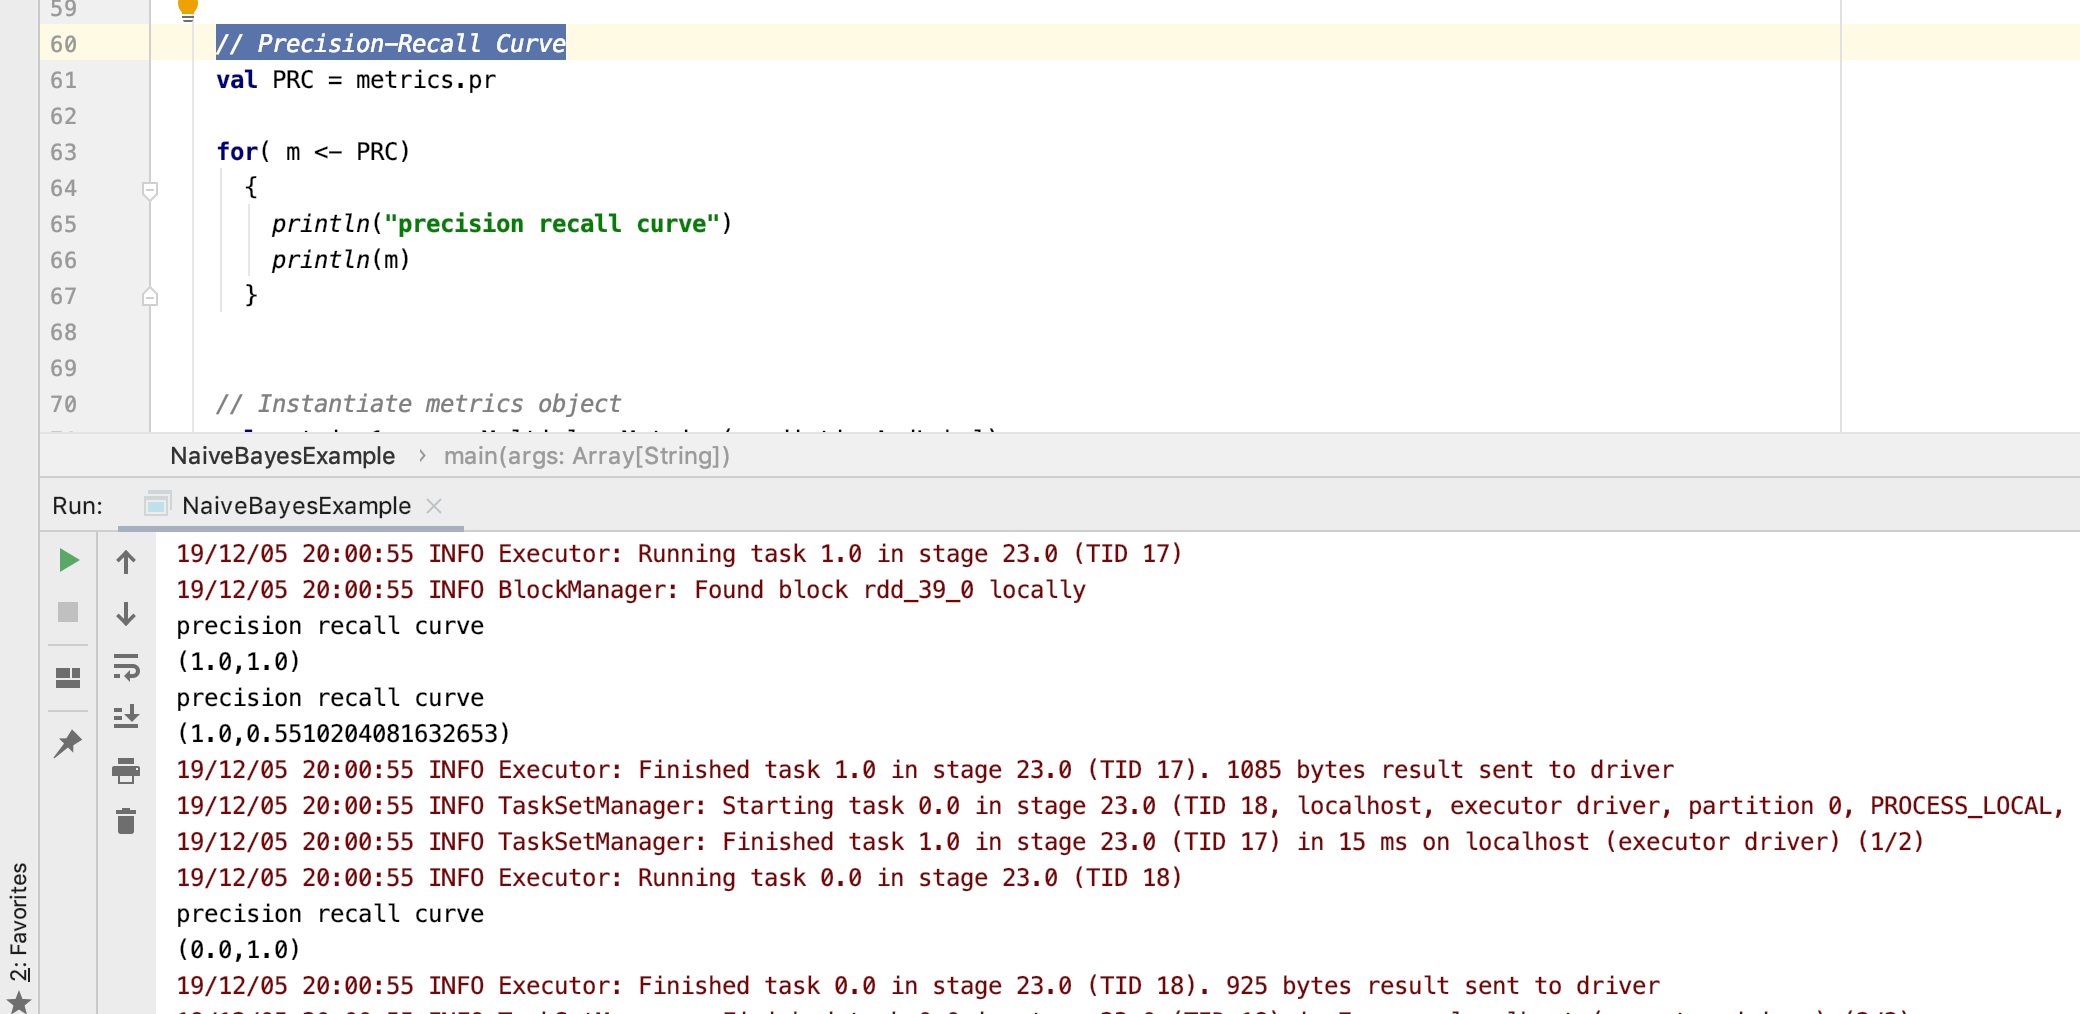 59
60 // Precision-Recall Curve
61 val PRC = metrics.pr
62
63 for( m <- PRC)
64 {
65 println("precision recall curve")
66 println(m)
67 }
68
69
70 // Instantiate metrics object
NaiveBayesExample › main(args: Array[String])
Run: NaiveBayesExample ×
19/12/05 20:00:55 INFO Executor: Running task 1.0 in stage 23.0 (TID 17)
19/12/05 20:00:55 INFO BlockManager: Found block rdd_39_0 locally
precision recall curve
(1.0,1.0)
precision recall curve
(1.0,0.5510204081632653)
19/12/05 20:00:55 INFO Executor: Finished task 1.0 in stage 23.0 (TID 17). 1085 bytes result sent to driver
19/12/05 20:00:55 INFO TaskSetManager: Starting task 0.0 in stage 23.0 (TID 18, localhost, executor driver, partition 0, PROCESS_LOCAL,
19/12/05 20:00:55 INFO TaskSetManager: Finished task 1.0 in stage 23.0 (TID 17) in 15 ms on localhost (executor driver) (1/2)
19/12/05 20:00:55 INFO Executor: Running task 0.0 in stage 23.0 (TID 18)
precision recall curve
(0.0,1.0)
19/12/05 20:00:55 INFO Executor: Finished task 0.0 in stage 23.0 (TID 18). 925 bytes result sent to driver
2: Favorites